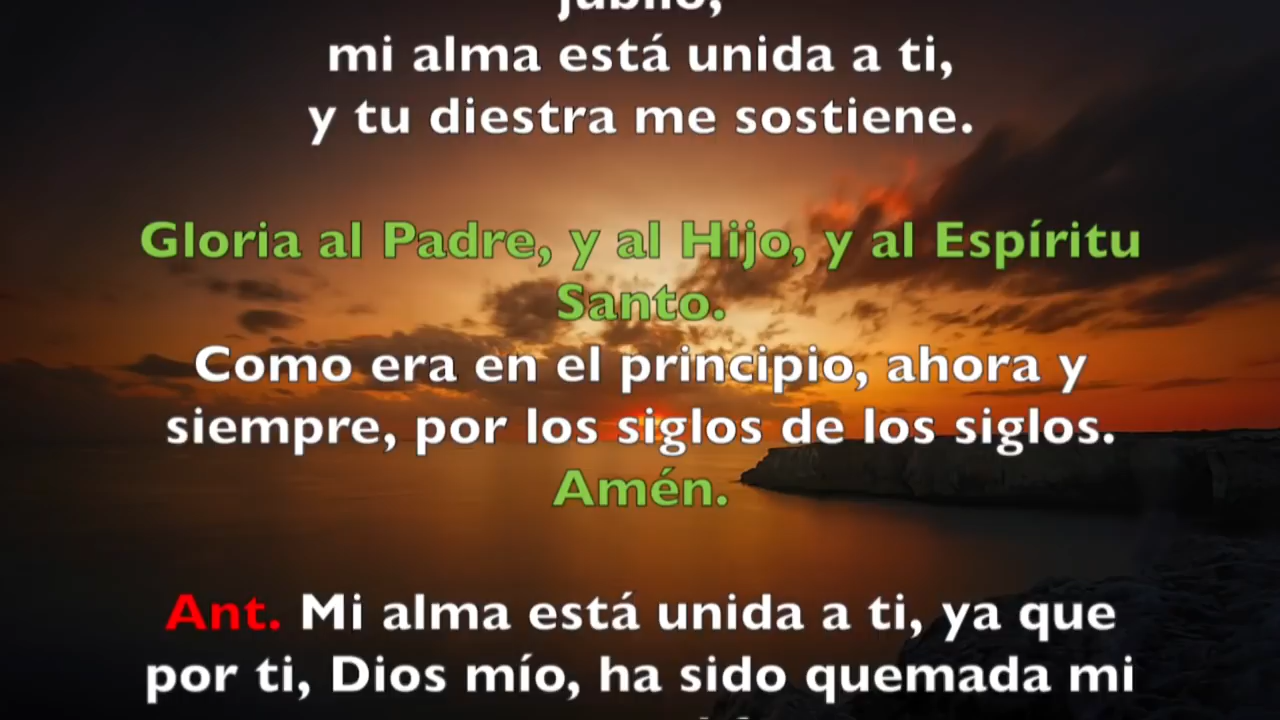 júbilo,
mi alma está unida a ti,
y tu diestra me sostiene.
Gloria al Padre, y al Hijo, y al Espíritu
Santo.
Como era en el principio, ahora y
siempre, por los siglos de los siglos.
Amén.
Ant. Mi alma está unida a ti, ya que
por ti, Dios mío, ha sido quemada mi